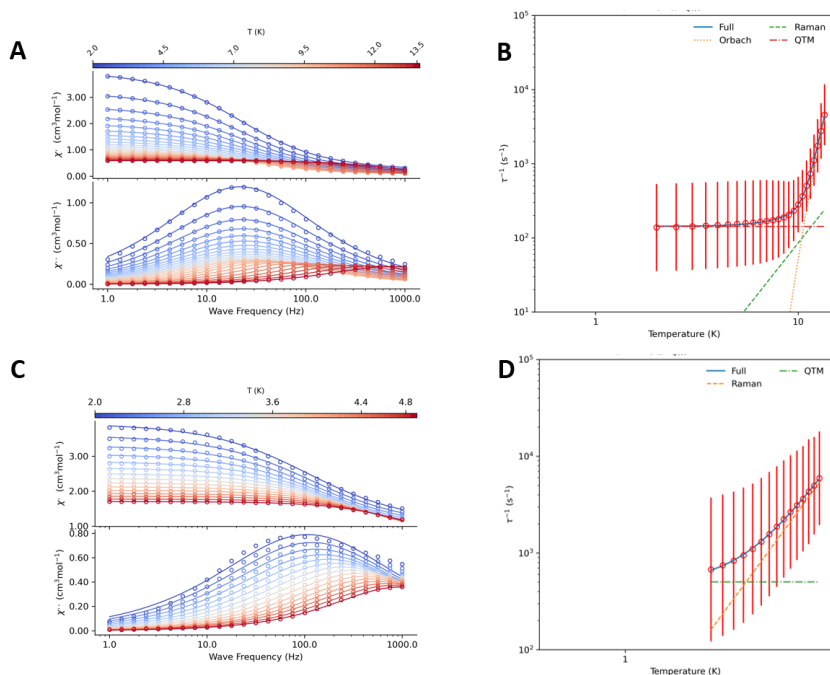 A
T (K)
2.0 4.5 7.0 9.5 12.0 13.5
χ' (cm³mol⁻¹)
3.00
2.00
1.00
0.00
χ'' (cm³mol⁻¹)
1.00
0.50
0.00
1.0 10.0 100.0 1000.0
Wave Frequency (Hz)
B
Full
Orbach
Raman
QTM
τ⁻¹ (s⁻¹)
10⁵
10⁴
10³
10²
10¹
1 10
Temperature (K)
C
T (K)
2.0 2.8 3.6 4.4 4.8
χ' (cm³mol⁻¹)
3.00
2.00
1.00
χ'' (cm³mol⁻¹)
0.80
0.60
0.40
0.20
0.00
1.0 10.0 100.0 1000.0
Wave Frequency (Hz)
D
Full
Raman
QTM
τ⁻¹ (s⁻¹)
10⁵
10⁴
10³
10²
1
Temperature (K)